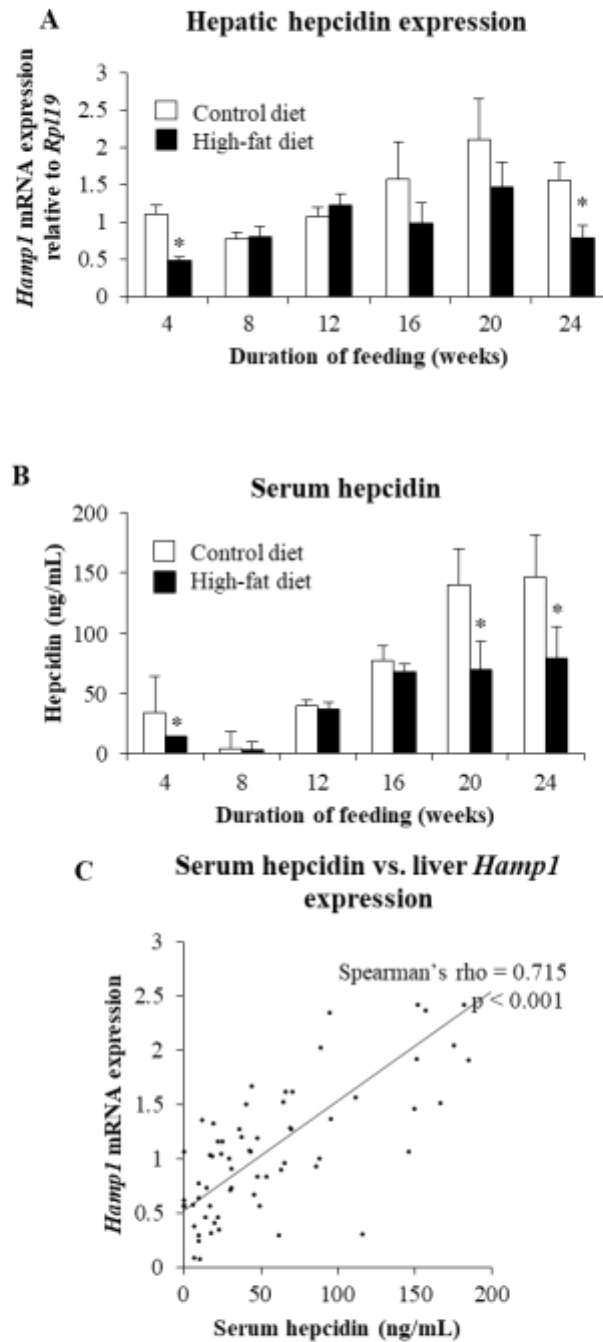 A
Hepatic hepcidin expression
Hamp1 mRNA expression
relative to Rpl19
3
2.5
2
1.5
1
0.5
0
Control diet
High-fat diet
*
*
4 8 12 16 20 24
Duration of feeding (weeks)
B
Serum hepcidin
Hepcidin (ng/mL)
200
150
100
50
0
Control diet
High-fat diet
*
*
*
4 8 12 16 20 24
Duration of feeding (weeks)
C
Serum hepcidin vs. liver Hamp1
expression
Hamp1 mRNA expression
3
2.5
2
1.5
1
0.5
0
Spearman's rho = 0.715
p < 0.001
0 50 100 150 200
Serum hepcidin (ng/mL)